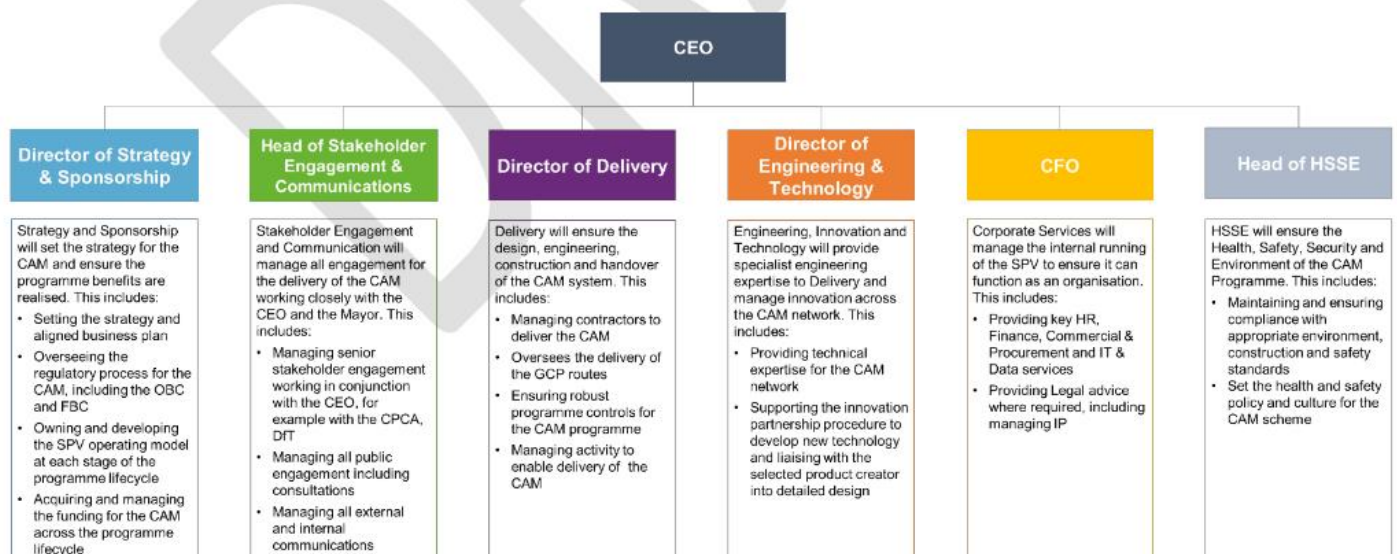 CEO
Director of Strategy
& Sponsorship
Strategy and Sponsorship
will set the strategy for the
CAM and ensure the
programme benefits are
realised. This includes:
• Setting the strategy and
aligned business plan
• Overseeing the
regulatory process for the
CAM, including the OBC
and FBC
• Owning and developing
the SPV operating model
at each stage of the
programme lifecycle
• Acquiring and managing
the funding for the CAM
across the programme
lifecycle
Head of Stakeholder
Engagement &
Communications
Stakeholder Engagement
and Communication will
manage all engagement for
the delivery of the CAM
working closely with the
CEO and the Mayor. This
includes:
• Managing senior
stakeholder engagement
working in conjunction
with the CEO, for
example with the CPCA,
DfT
• Managing all public
engagement including
consultations
• Managing all external
and internal
communications
Director of Delivery
Delivery will ensure the
design, engineering,
construction and handover
of the CAM system. This
includes:
• Managing contractors to
deliver the CAM
• Oversees the delivery of
the GCP routes
• Ensuring robust
programme controls for
the CAM programme
• Managing activity to
enable delivery of the
CAM
Director of
Engineering &
Technology
Engineering, Innovation and
Technology will provide
specialist engineering
expertise to Delivery and
manage innovation across
the CAM network. This
includes:
• Providing technical
expertise for the CAM
network
• Supporting the innovation
partnership procedure to
develop new technology
and liaising with the
selected product creator
into detailed design
CFO
Corporate Services will
manage the internal running
of the SPV to ensure it can
function as an organisation.
This includes:
• Providing key HR,
Finance, Commercial &
Procurement and IT &
Data services
• Providing Legal advice
where required, including
managing IP
Head of HSSE
HSSE will ensure the
Health, Safety, Security and
Environment of the CAM
Programme. This includes:
• Maintaining and ensuring
compliance with
appropriate environment,
construction and safety
standards
• Set the health and safety
policy and culture for the
CAM scheme